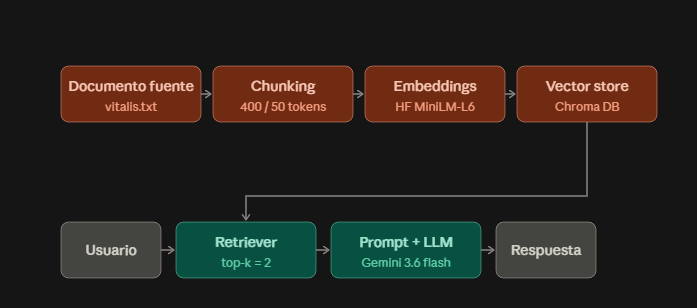 Documento fuente
vitalis.txt
Chunking
400 / 50 tokens
Embeddings
HF MiniLM-L6
Vector store
Chroma DB
Usuario
Retriever
top-k = 2
Prompt + LLM
Gemini 3.6 flash
Respuesta